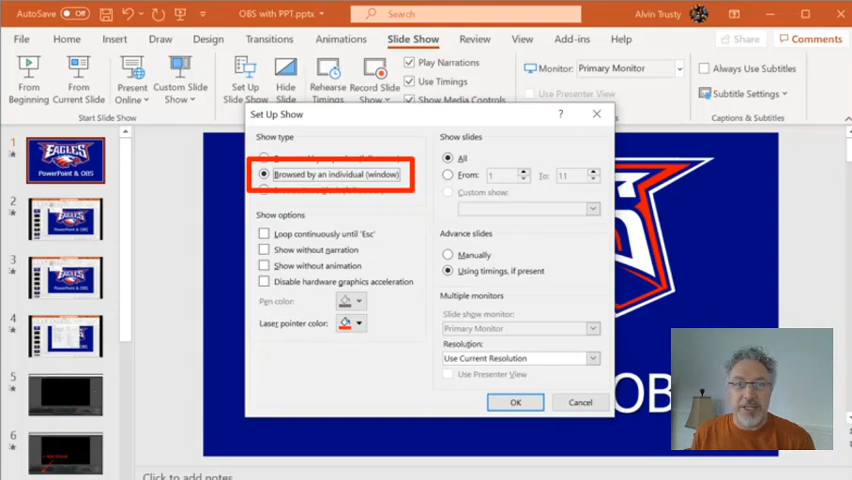 AutoSave Off OBS with PPT.pptx Search Alvin Trusty
File Home Insert Draw Design Transitions Animations Slide Show Review View Add-ins Help Share Comments
From Beginning
From Current Slide
Present Online
Custom Slide Show
Set Up Slide Show
Hide Slide
Rehearse Timings
Record Slide Show
Play Narrations
Use Timings
Show Media Controls
Monitor: Primary Monitor
Use Presenter View
Always Use Subtitles
Subtitle Settings
Start Slide Show
Captions & Subtitles
Set Up Show ?
Show type
Browsed by an individual (window)
Show options
Loop continuously until 'Esc'
Show without narration
Show without animation
Disable hardware graphics acceleration
Pen color:
Laser pointer color:
Show slides
All
From: 1 To: 11
Custom show:
Advance slides
Manually
Using timings, if present
Multiple monitors
Slide show monitor:
Primary Monitor
Resolution:
Use Current Resolution
Use Presenter View
OK Cancel
1
EAGLES
PowerPoint & OBS
2
3
4
5
6
OB
Click to add notes